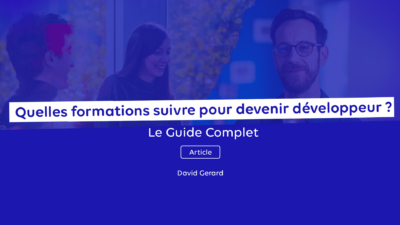 Quelles formations suivre pour devenir développeur ?
Le Guide Complet
Article
David Gerard